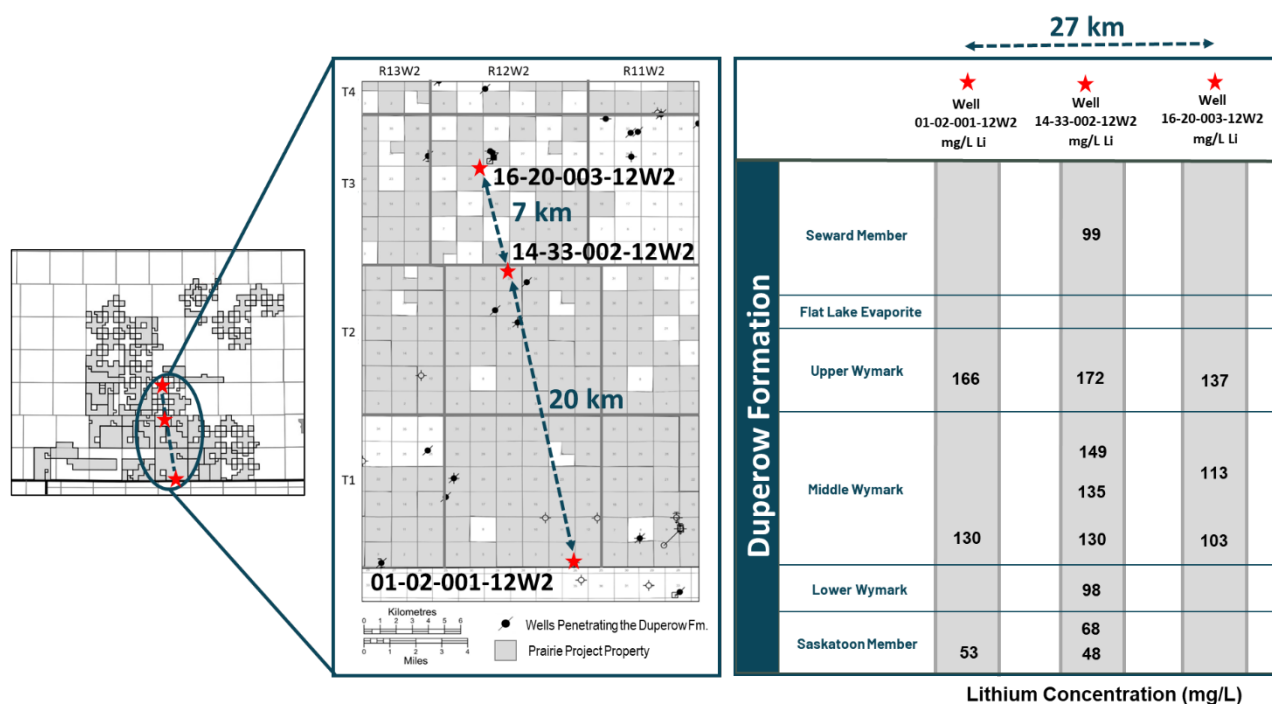 R13W2 R12W2 R11W2
T4
T3
16-20-003-12W2
7 km
14-33-002-12W2
T2
20 km
T1
01-02-001-12W2
Kilometres
0 1 2 3 4 5 6
0 1 2 3 4
Miles
Wells Penetrating the Duperow Fm.
Prairie Project Property
27 km
Well
01-02-001-12W2
mg/L Li
Well
14-33-002-12W2
mg/L Li
Well
16-20-003-12W2
mg/L Li
Duperow Formation
Seward Member 99
Flat Lake Evaporite
Upper Wymark 166 172 137
Middle Wymark
149
113
135
130 130 103
Lower Wymark 98
Saskatoon Member
68
53 48
Lithium Concentration (mg/L)